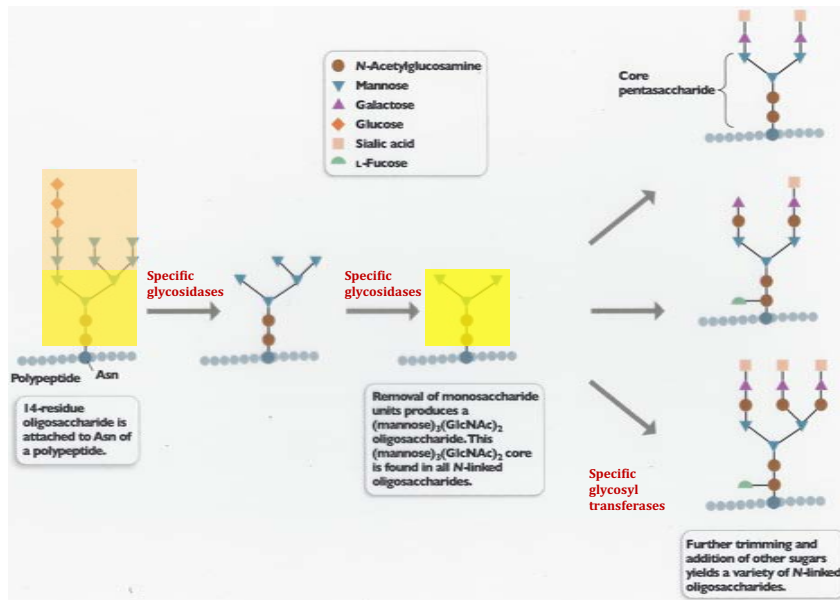 N-Acetylglucosamine
Mannose
Galactose
Glucose
Sialic acid
L-Fucose
Core
pentasaccharide
Specific
glycosidases
Specific
glycosidases
Polypeptide
Asn
14-residue
oligosaccharide is
attached to Asn of
a polypeptide.
Removal of monosaccharide
units produces a
(mannose)3(GlcNAc)2
oligosaccharide. This
(mannose)3(GlcNAc)2 core
is found in all N-linked
oligosaccharides.
Specific
glycosyl
transferases
Further trimming and
addition of other sugars
yields a variety of N-linked
oligosaccharides.